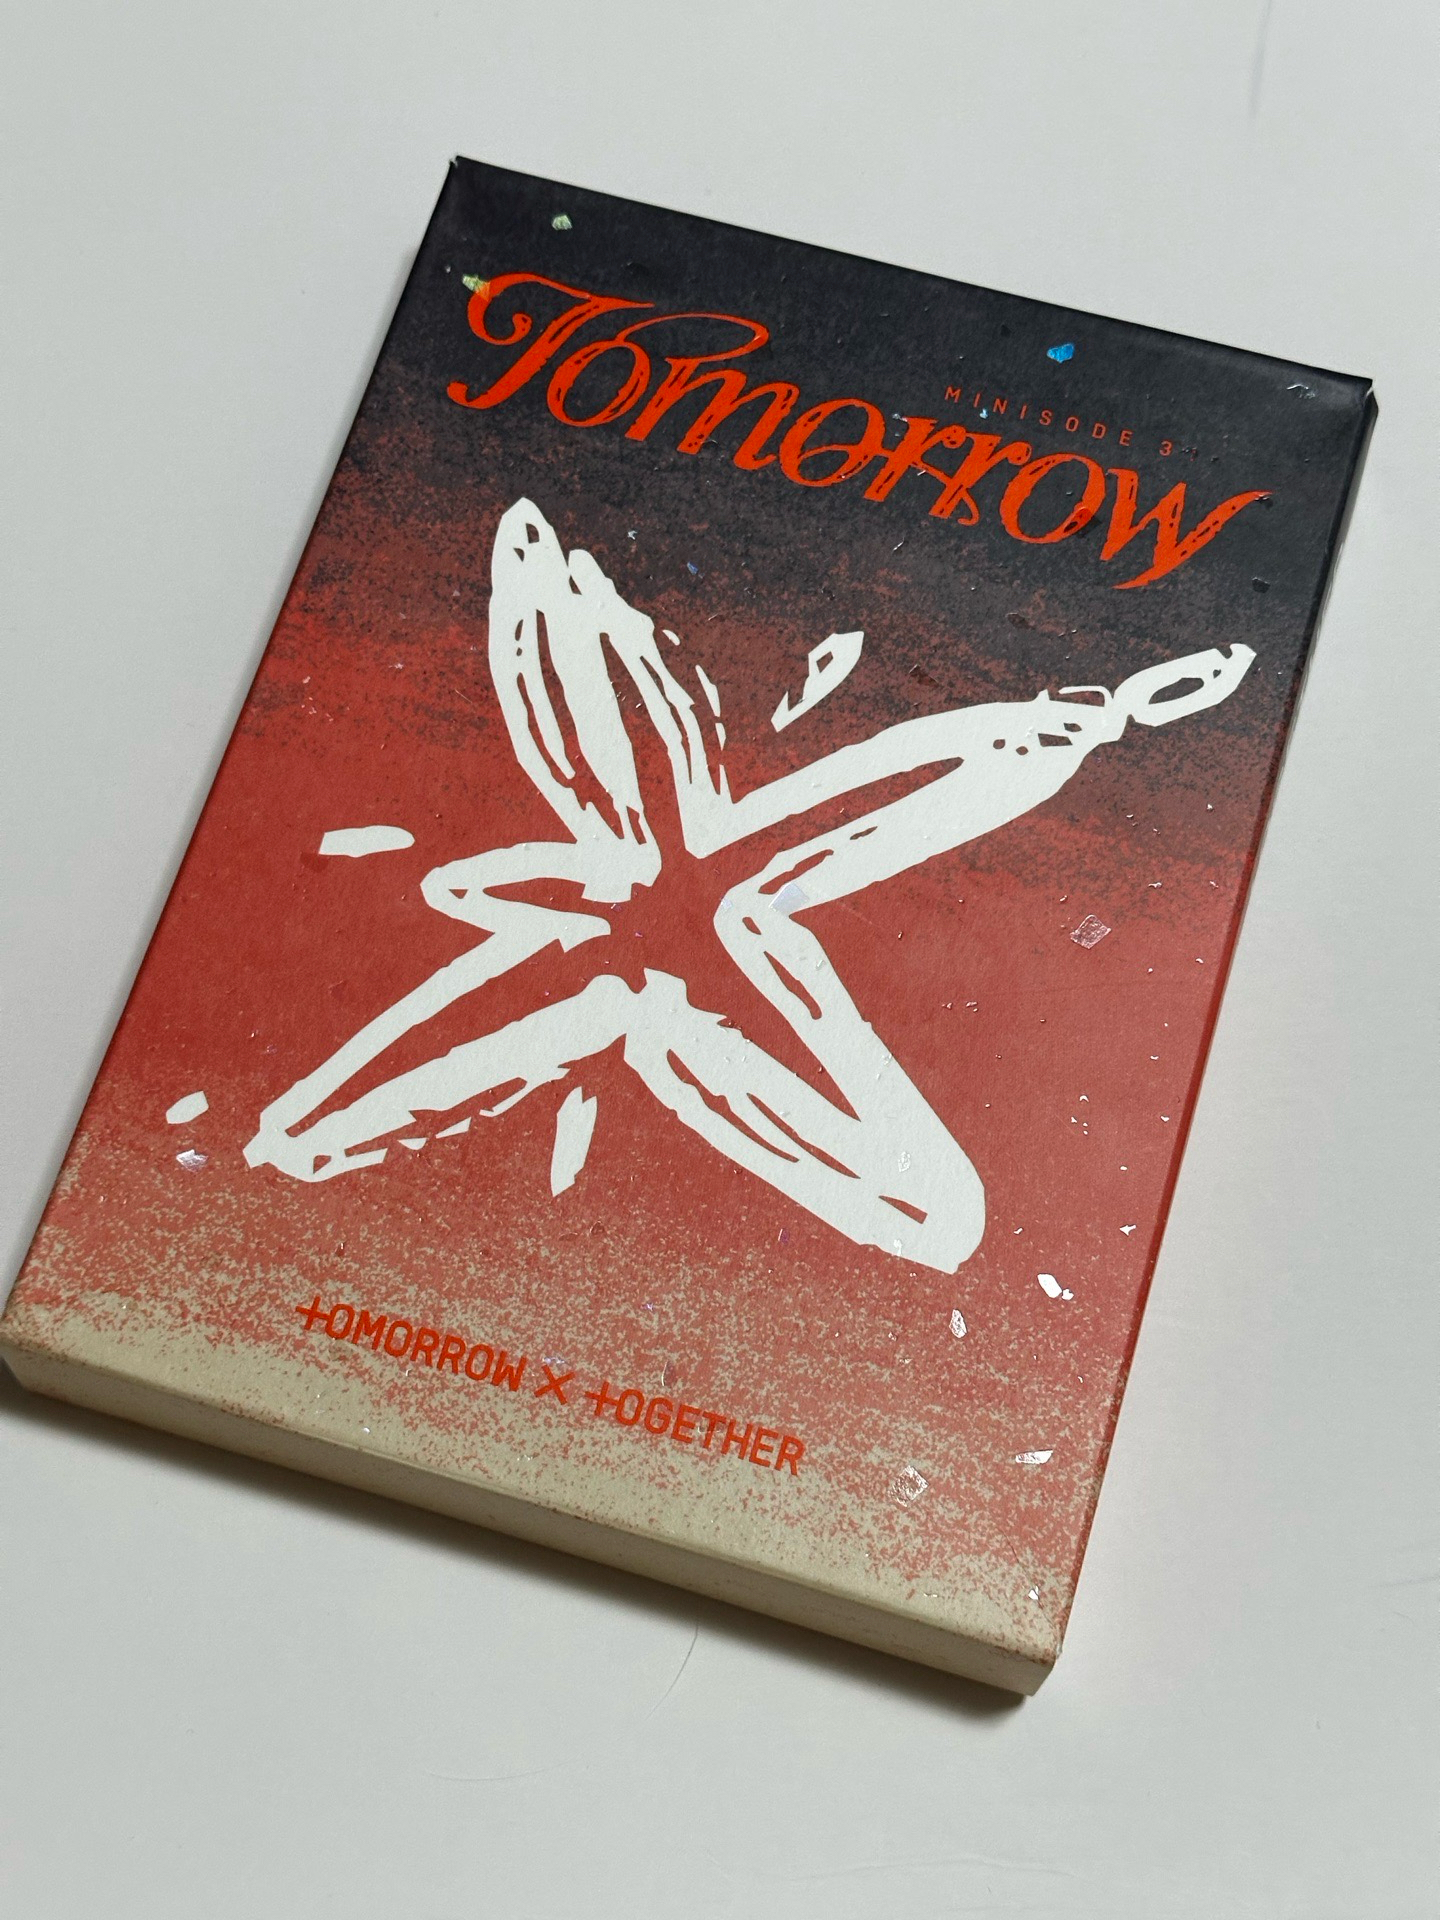 MINISODE 3:
Tomorrow
TOMORROW X TOGETHER